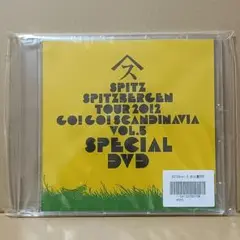 ス
SPITZ
SPITZBERGEN
TOUR 2012
GO! GO! SCANDINAVIA
VOL.5
SPECIAL
DVD